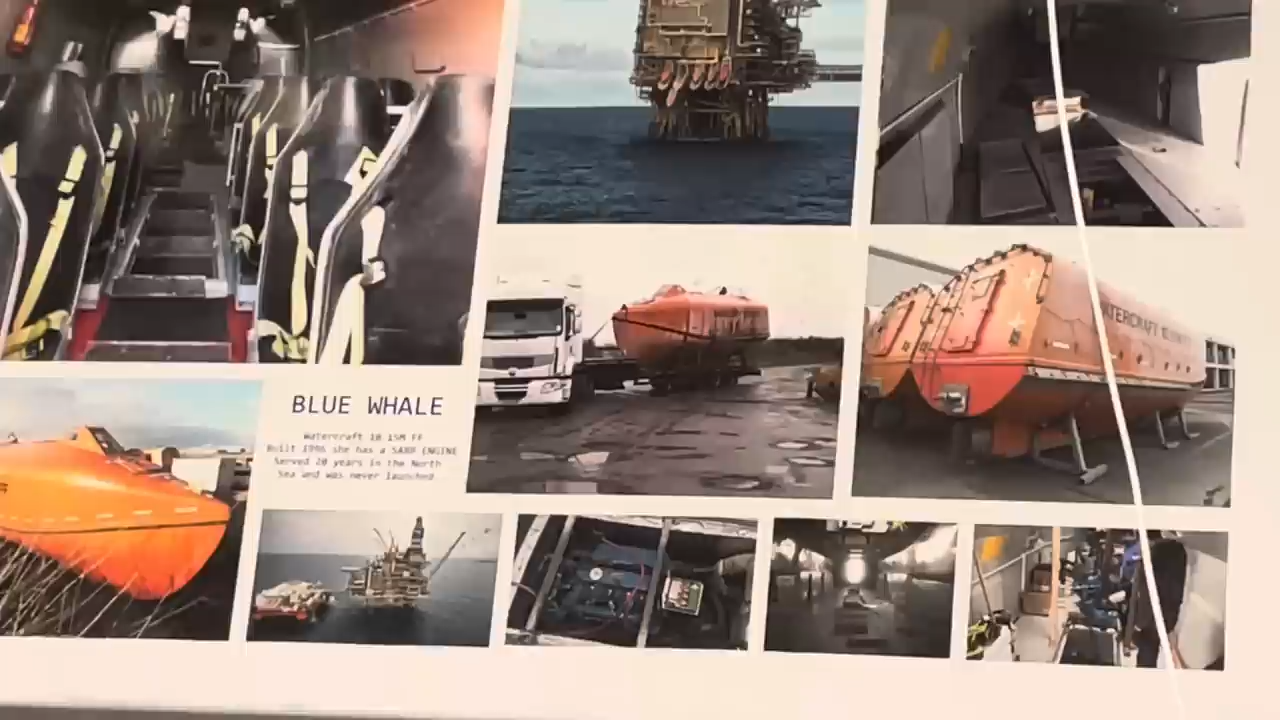 BLUE WHALE
Watercraft 10.15M FF
Built 1996 she has a SABB ENGINE
Served 20 years in the North
Sea and was never launched
WATERCRAFT